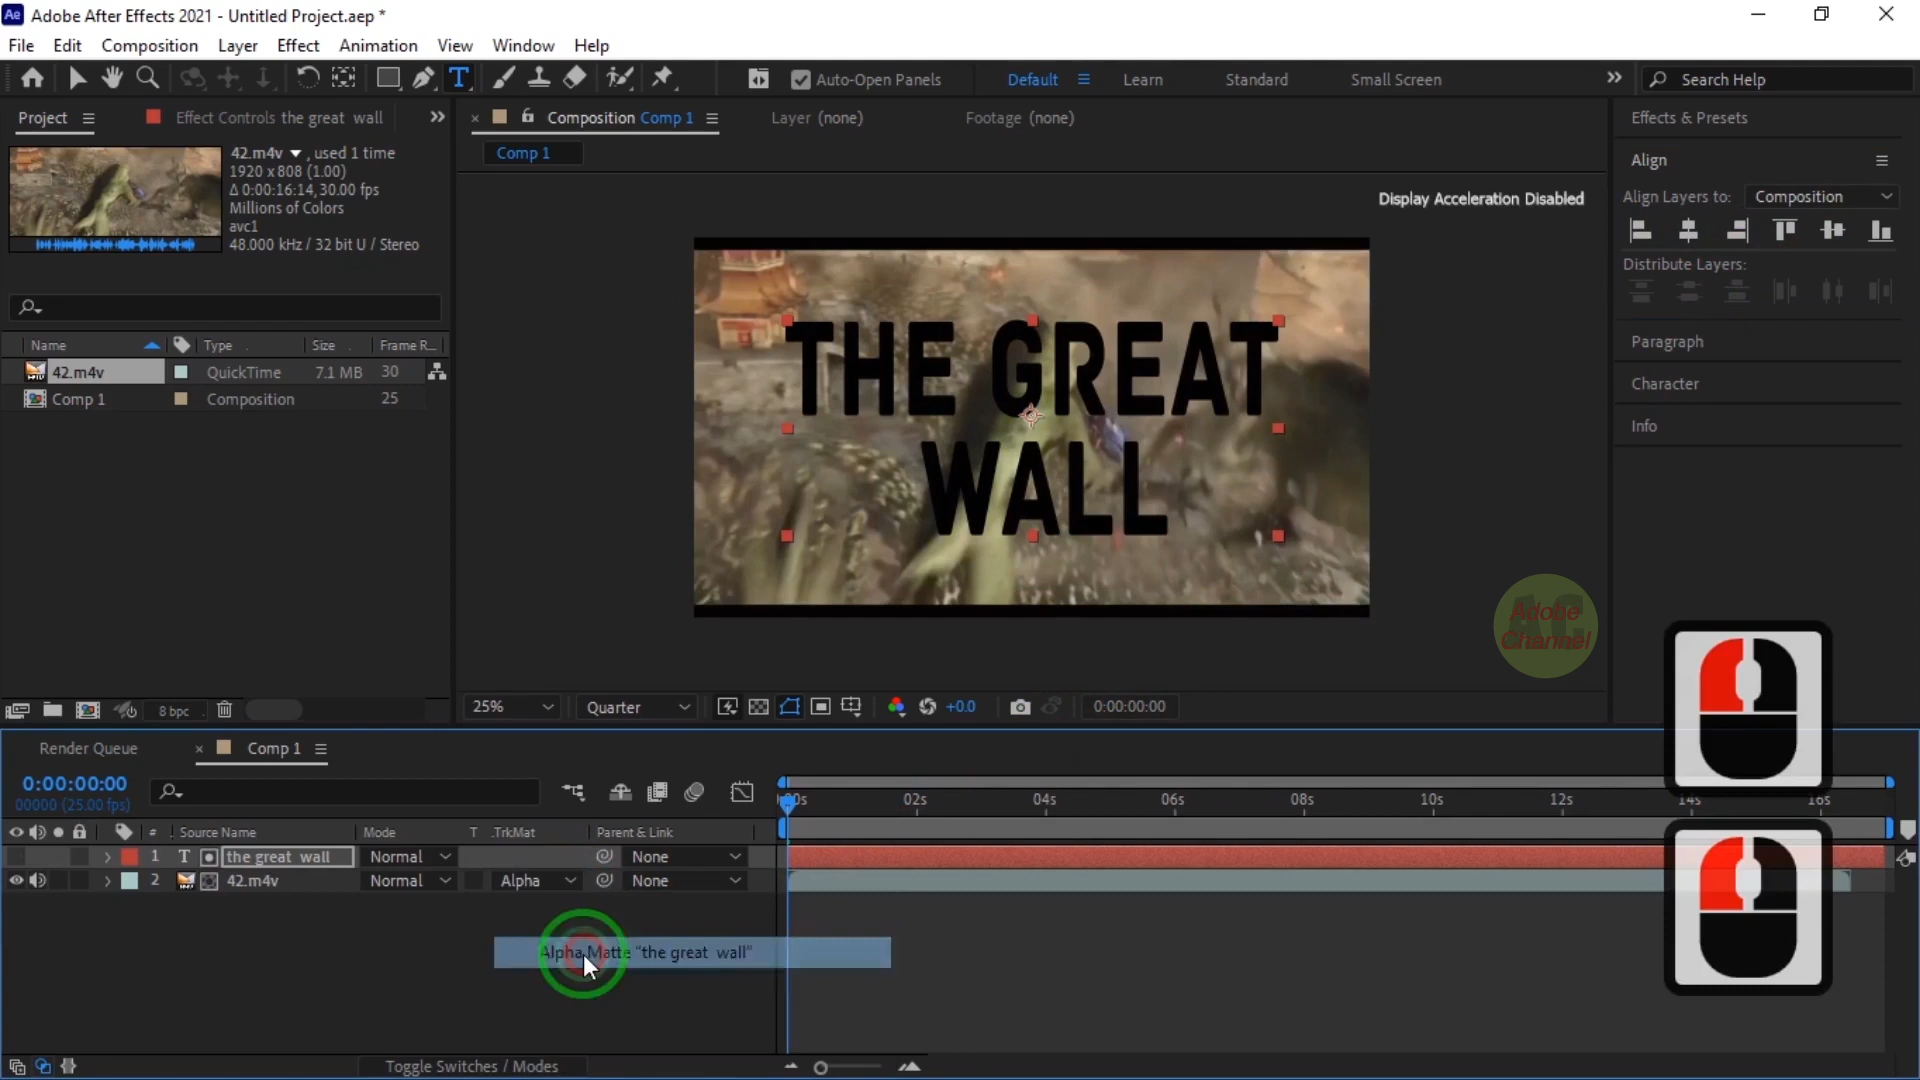 Ae Adobe After Effects 2021 - Untitled Project.aep *
File Edit Composition Layer Effect Animation View Window Help
T Auto-Open Panels Default Learn Standard Small Screen Search Help
Project Effect Controls the great wall
Composition Comp 1 Layer (none) Footage (none)
Effects & Presets
42.m4v , used 1 time
1920 x 808 (1.00)
Δ 0:00:16:14, 30.00 fps
Millions of Colors
avc1
48.000 kHz / 32 bit U / Stereo
Comp 1
Align
Align Layers to: Composition
Distribute Layers:
Display Acceleration Disabled
Name Type Size Frame R...
42.m4v QuickTime 7.1 MB 30
Comp 1 Composition 25
Paragraph
Character
Info
THE GREAT
WALL
Adobe
Channel
AC
8 bpc
25% Quarter +0.0 0:00:00:00
Render Queue Comp 1
0:00:00:00
00000 (25.00 fps)
:00s 02s 04s 06s 08s 10s 12s 14s 16s
# Source Name Mode T .TrkMat Parent & Link
1 T the great wall Normal None
2 42.m4v Normal Alpha None
Alpha Matte “the great wall”
Toggle Switches / Modes